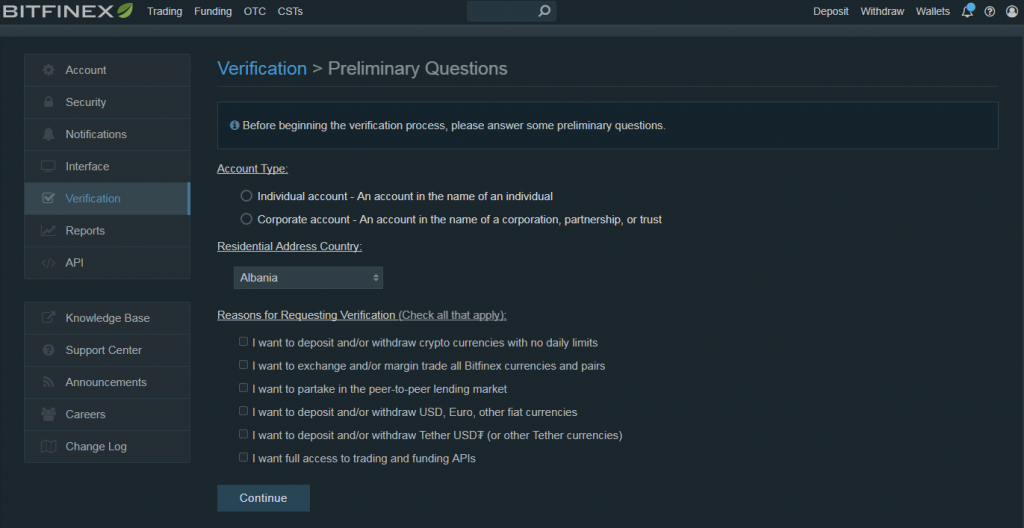 BITFINEX Trading Funding OTC CSTs Deposit Withdraw Wallets
Account
Security
Notifications
Interface
Verification
Reports
API
Knowledge Base
Support Center
Announcements
Careers
Change Log
Verification > Preliminary Questions
Before beginning the verification process, please answer some preliminary questions.
Account Type:
Individual account - An account in the name of an individual
Corporate account - An account in the name of a corporation, partnership, or trust
Residential Address Country:
Albania
Reasons for Requesting Verification (Check all that apply):
I want to deposit and/or withdraw crypto currencies with no daily limits
I want to exchange and/or margin trade all Bitfinex currencies and pairs
I want to partake in the peer-to-peer lending market
I want to deposit and/or withdraw USD, Euro, other fiat currencies
I want to deposit and/or withdraw Tether USD₮ (or other Tether currencies)
I want full access to trading and funding APIs
Continue